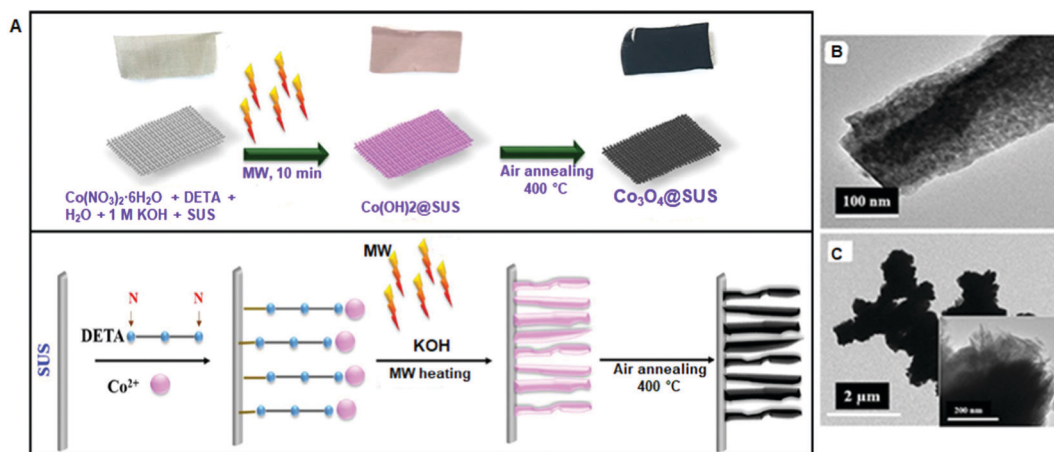 A
MW, 10 min
Air annealing
400 °C
Co(NO₃)₂·6H₂O + DETA +
H₂O + 1 M KOH + SUS
Co(OH)2@SUS
Co₃O₄@SUS
SUS
N N
DETA
Co²⁺
MW
KOH
MW heating
Air annealing
400 °C
B
100 nm
C
2 µm
200 nm